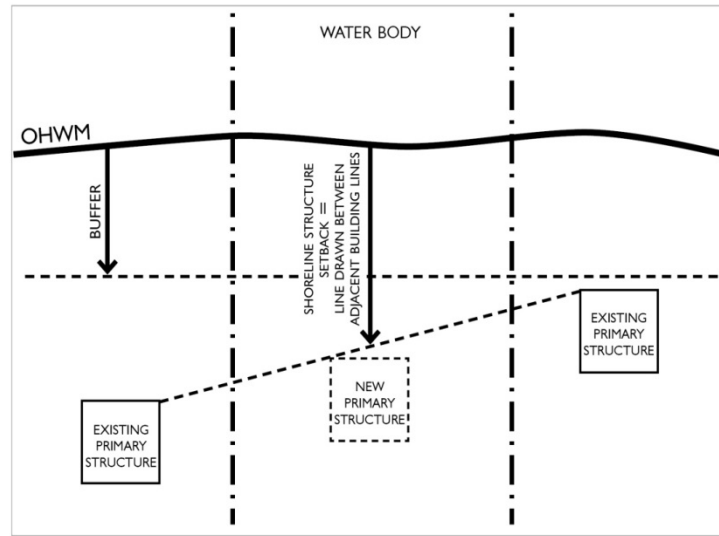 WATER BODY
OHWM
BUFFER
SHORELINE STRUCTURE
SETBACK =
LINE DRAWN BETWEEN
ADJACENT BUILDING LINES
EXISTING
PRIMARY
STRUCTURE
NEW
PRIMARY
STRUCTURE
EXISTING
PRIMARY
STRUCTURE